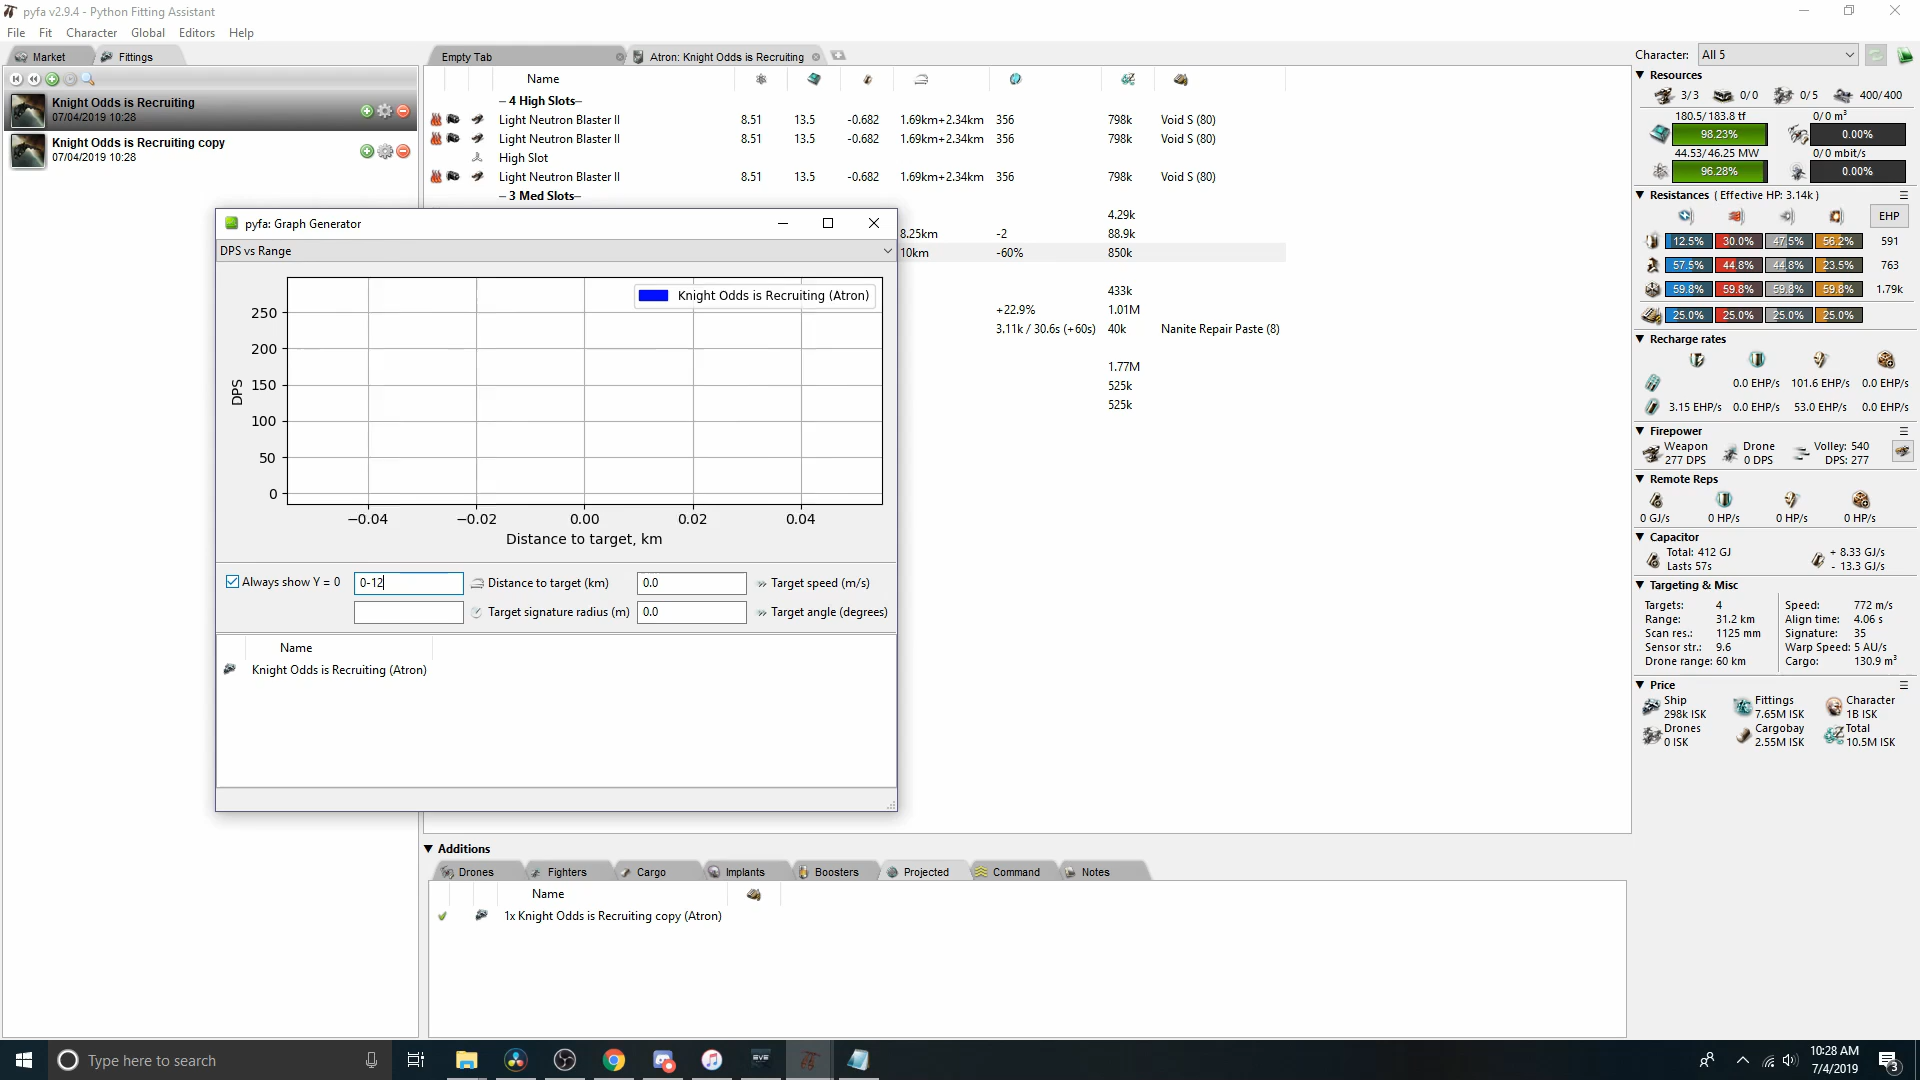 pyfa v2.9.4 - Python Fitting Assistant
File Fit Character Global Editors Help
Market Fittings
Empty Tab Atron: Knight Odds is Recruiting
Character: All 5
Knight Odds is Recruiting
07/04/2019 10:28
Knight Odds is Recruiting copy
07/04/2019 10:28
Name
– 4 High Slots–
Light Neutron Blaster II 8.51 13.5 -0.682 1.69km+2.34km 356 798k Void S (80)
Light Neutron Blaster II 8.51 13.5 -0.682 1.69km+2.34km 356 798k Void S (80)
High Slot
Light Neutron Blaster II 8.51 13.5 -0.682 1.69km+2.34km 356 798k Void S (80)
– 3 Med Slots–
4.29k
8.25km -2 88.9k
10km -60% 850k
433k
+22.9% 1.01M
3.11k / 30.6s (+60s) 40k Nanite Repair Paste (8)
1.77M
525k
525k
pyfa: Graph Generator
DPS vs Range
Knight Odds is Recruiting (Atron)
DPS
250
200
150
100
50
0
−0.04 −0.02 0.00 0.02 0.04
Distance to target, km
Always show Y = 0 0-12 Distance to target (km) 0.0 Target speed (m/s)
Target signature radius (m) 0.0 Target angle (degrees)
Name
Knight Odds is Recruiting (Atron)
Additions
Drones Fighters Cargo Implants Boosters Projected Command Notes
Name
1x Knight Odds is Recruiting copy (Atron)
Resources
3/3 0/0 0/5 400/400
180.5/183.8 tf 0/0 m³
98.23% 0.00%
44.53/46.25 MW 0/0 mbit/s
96.28% 0.00%
Resistances ( Effective HP: 3.14k )
EHP
12.5% 30.0% 47.5% 56.2% 591
57.5% 44.8% 44.8% 23.5% 763
59.8% 59.8% 59.8% 59.8% 1.79k
25.0% 25.0% 25.0% 25.0%
Recharge rates
0.0 EHP/s 101.6 EHP/s 0.0 EHP/s
3.15 EHP/s 0.0 EHP/s 53.0 EHP/s 0.0 EHP/s
Firepower
Weapon Drone Volley: 540
277 DPS 0 DPS DPS: 277
Remote Reps
0 GJ/s 0 HP/s 0 HP/s 0 HP/s
Capacitor
Total: 412 GJ + 8.33 GJ/s
Lasts 57s - 13.3 GJ/s
Targeting & Misc
Targets: 4 Speed: 772 m/s
Range: 31.2 km Align time: 4.06 s
Scan res.: 1125 mm Signature: 35
Sensor str.: 9.6 Warp Speed: 5 AU/s
Drone range: 60 km Cargo: 130.9 m³
Price
Ship Fittings Character
298k ISK 7.65M ISK 1B ISK
Drones Cargobay Total
0 ISK 2.55M ISK 10.5M ISK
Type here to search
EVE
10:28 AM
7/4/2019
3